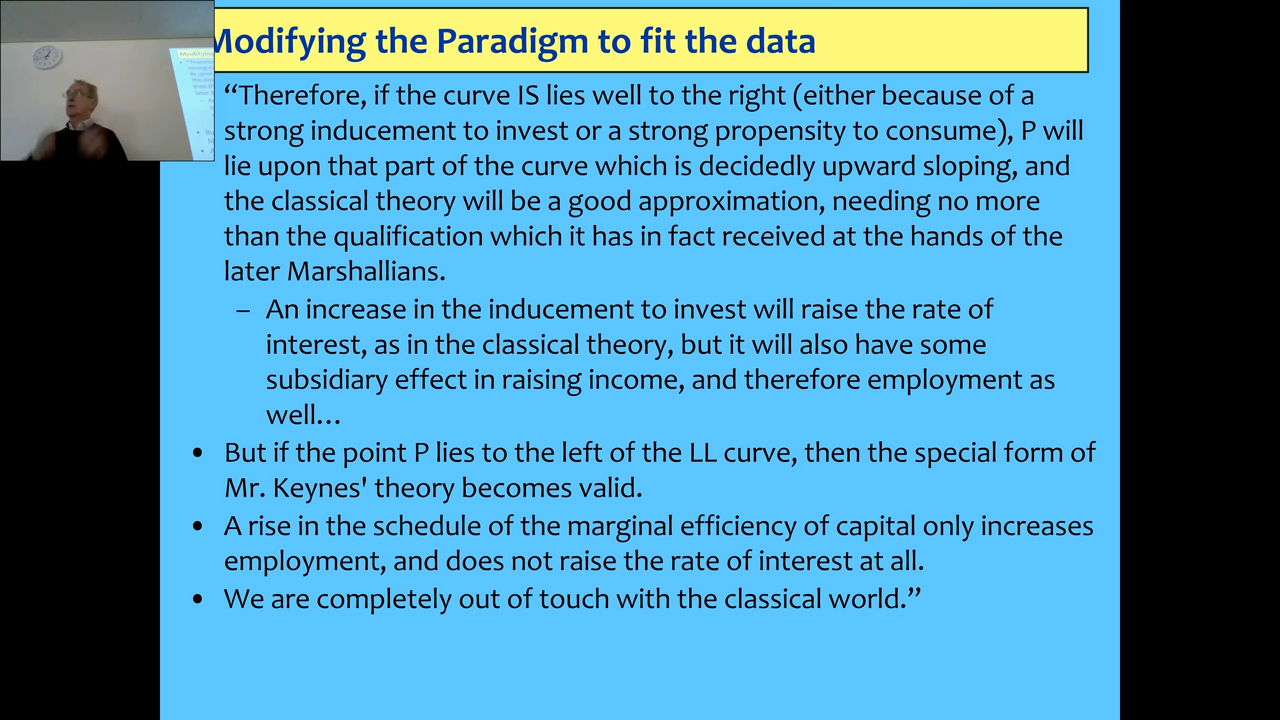 Modifying the Paradigm to fit the data
“Therefore, if the curve IS lies well to the right (either because of a
strong inducement to invest or a strong propensity to consume), P will
lie upon that part of the curve which is decidedly upward sloping, and
the classical theory will be a good approximation, needing no more
than the qualification which it has in fact received at the hands of the
later Marshallians.
– An increase in the inducement to invest will raise the rate of
interest, as in the classical theory, but it will also have some
subsidiary effect in raising income, and therefore employment as
well…
• But if the point P lies to the left of the LL curve, then the special form of
Mr. Keynes' theory becomes valid.
• A rise in the schedule of the marginal efficiency of capital only increases
employment, and does not raise the rate of interest at all.
• We are completely out of touch with the classical world.”